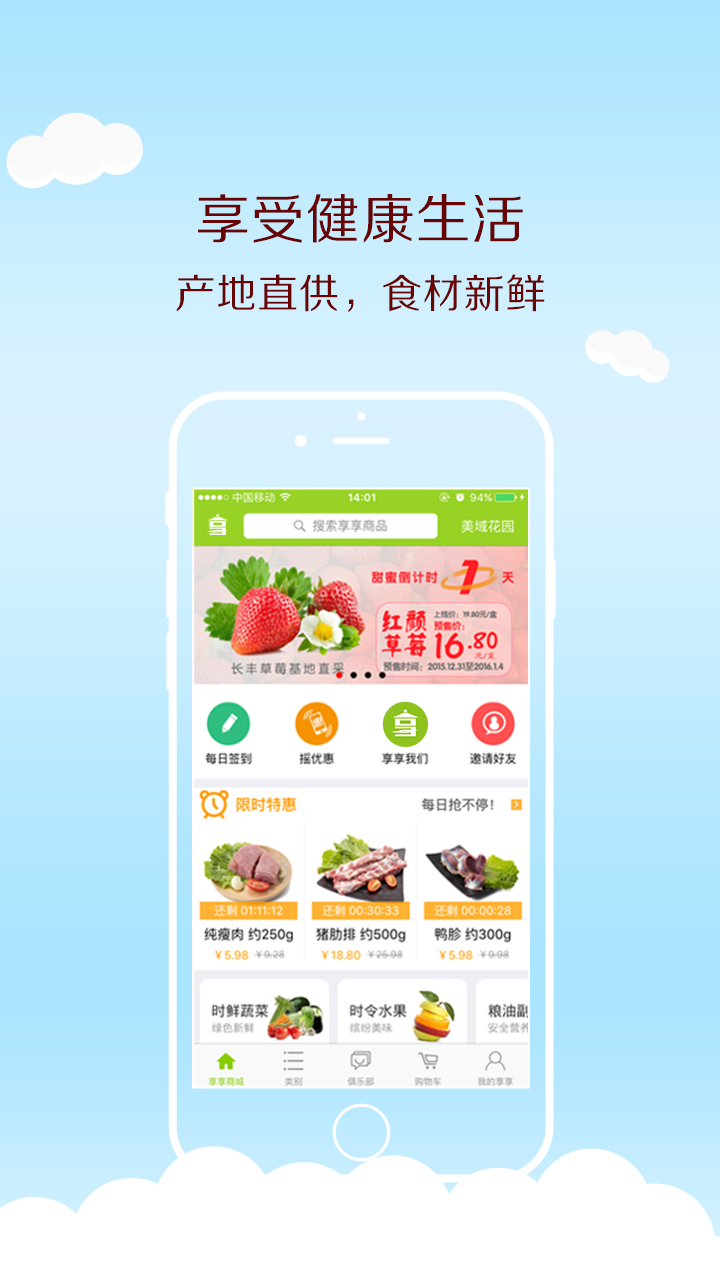 享受健康生活
产地直供，食材新鲜
中国移动 14:01 94%
搜索享享商品 美域花园
甜蜜倒计时 1 天
红颜草莓
上线价：19.80元/盒
预售价：
16.80
预售时间：2015.12.31至2016.1.4
长丰草莓基地直采
每日签到 摇优惠 享享我们 邀请好友
限时特惠 每日抢不停！
还剩 01:11:12 还剩 00:30:33 还剩 00:00:28
纯瘦肉 约250g 猪肋排 约500g 鸭胗 约300g
¥5.98 ¥9.28 ¥18.80 ¥25.98 ¥5.98 ¥9.98
时鲜蔬菜 时令水果 粮油副
绿色新鲜 缤纷美味 安全营养
享享商城 类别 俱乐部 购物车 我的享享